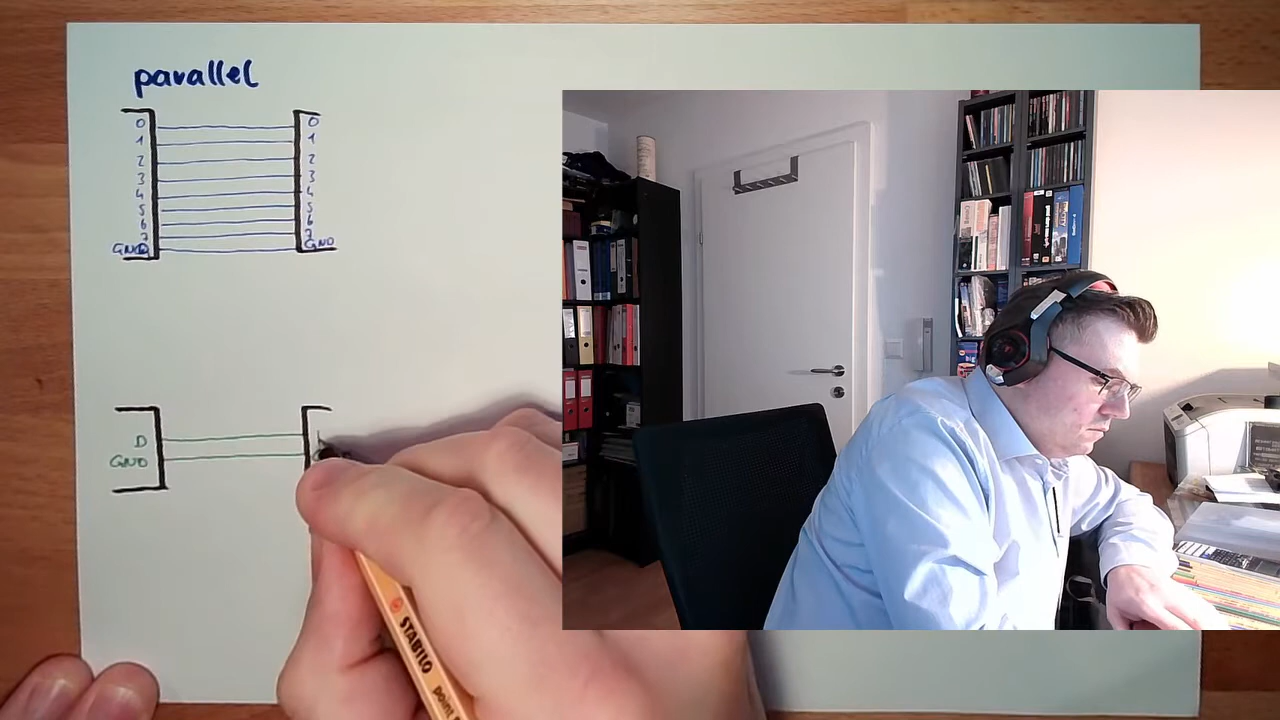 parallel
0 0
1 1
2 2
3 3
4 4
5 5
6 6
7 7
GND GND
D
GND
STABILO
point